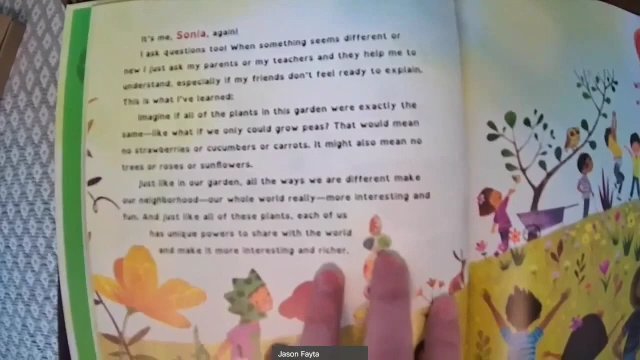 It's me, Sonia, again!
I ask questions too! When something seems different or
new I just ask my parents or my teachers and they help me to
understand, especially if my friends don't feel ready to explain.
This is what I've learned:
Imagine if all of the plants in this garden were exactly the
same—like what if we only could grow peas? That would mean
no strawberries or cucumbers or carrots. It might also mean no
trees or roses or sunflowers.
Just like in our garden, all the ways we are different make
our neighborhood—our whole world really—more interesting and
fun. And just like all of these plants, each of us
has unique powers to share with the world
and make it more interesting and richer.
Jason Fayta